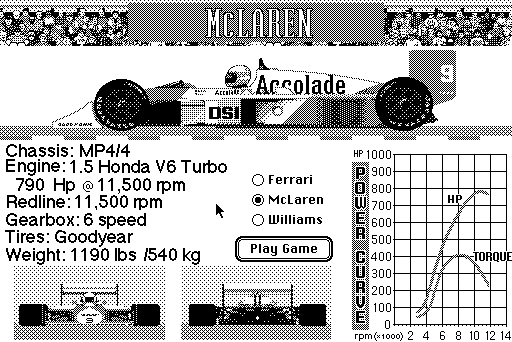 McLAREN
9
Accolade
Accolade
DSI
GOODYEAR
Chassis: MP4/4
Engine: 1.5 Honda V6 Turbo
790 Hp @ 11,500 rpm
Redline: 11,500 rpm
Gearbox: 6 speed
Tires: Goodyear
Weight: 1190 lbs /540 kg
Ferrari
McLaren
Williams
Play Game
HP
1000
900
800
700
600
500
400
300
200
100
0
POWER CURVE
HP
TORQUE
rpm (x1000) 2 4 6 8 10 12 14